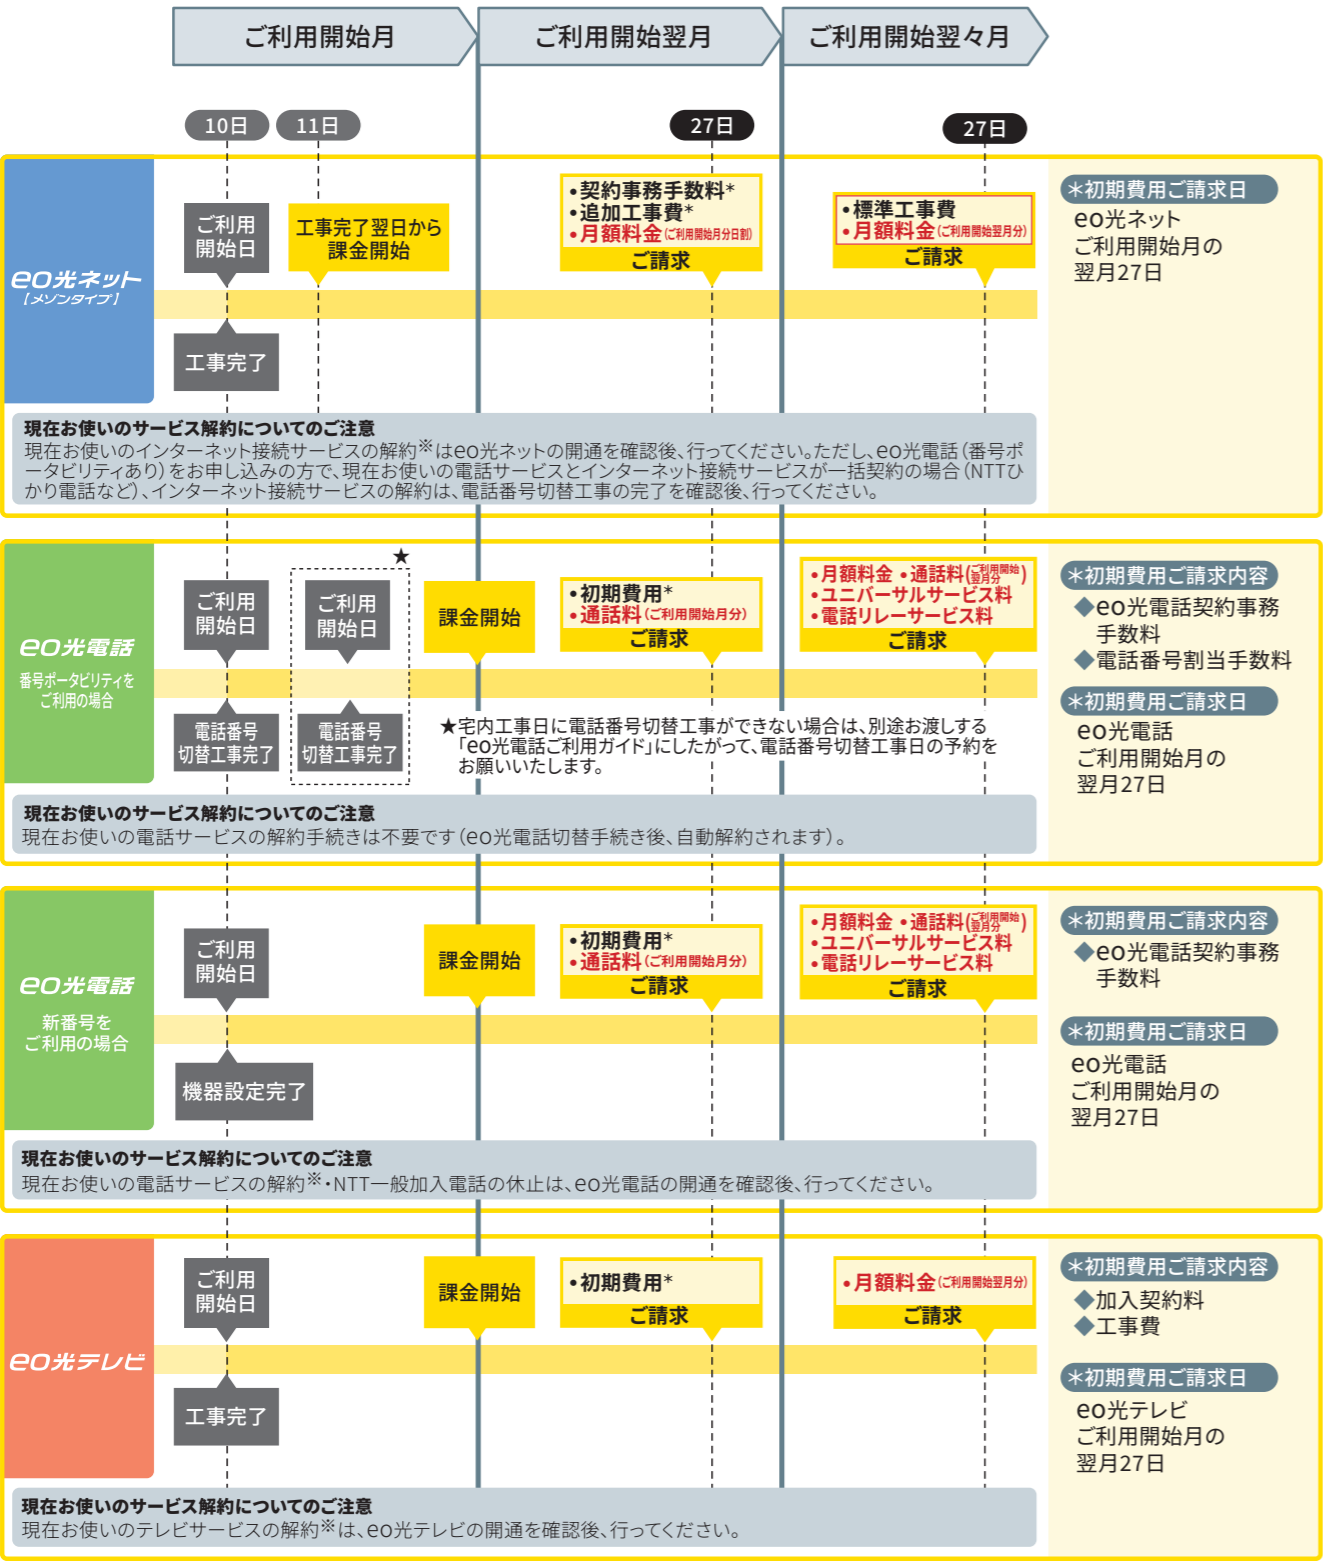 ご利用開始月
ご利用開始翌月
ご利用開始翌々月
10日
11日
27日
27日
eo光ネット
[メゾンタイプ]
ご利用
開始日
工事完了翌日から
課金開始
•契約事務手数料*
•追加工事費*
•月額料金(ご利用開始月分日割)
ご請求
•標準工事費
•月額料金(ご利用開始翌月分)
ご請求
工事完了
＊初期費用ご請求日
eo光ネット
ご利用開始月の
翌月27日
現在お使いのサービス解約についてのご注意
現在お使いのインターネット接続サービスの解約※はeo光ネットの開通を確認後、行ってください。ただし、eo光電話(番号ポ
ータビリティあり)をお申し込みの方で、現在お使いの電話サービスとインターネット接続サービスが一括契約の場合(NTTひ
かり電話など)、インターネット接続サービスの解約は、電話番号切替工事の完了を確認後、行ってください。
eo光電話
番号ポータビリティを
ご利用の場合
ご利用
開始日
★
ご利用
開始日
課金開始
•初期費用*
•通話料(ご利用開始月分)
ご請求
•月額料金 •通話料(ご利用開始
翌月分)
•ユニバーサルサービス料
•電話リレーサービス料
ご請求
電話番号
切替工事完了
電話番号
切替工事完了
★宅内工事日に電話番号切替工事ができない場合は、別途お渡しする
「eo光電話ご利用ガイド」にしたがって、電話番号切替工事日の予約を
お願いいたします。
＊初期費用ご請求内容
◆eo光電話契約事務
手数料
◆電話番号割当手数料
＊初期費用ご請求日
eo光電話
ご利用開始月の
翌月27日
現在お使いのサービス解約についてのご注意
現在お使いの電話サービスの解約手続きは不要です(eo光電話切替手続き後、自動解約されます)。
eo光電話
新番号を
ご利用の場合
ご利用
開始日
課金開始
•初期費用*
•通話料(ご利用開始月分)
ご請求
•月額料金 •通話料(ご利用開始
翌月分)
•ユニバーサルサービス料
•電話リレーサービス料
ご請求
機器設定完了
＊初期費用ご請求内容
◆eo光電話契約事務
手数料
＊初期費用ご請求日
eo光電話
ご利用開始月の
翌月27日
現在お使いのサービス解約についてのご注意
現在お使いの電話サービスの解約※・NTT一般加入電話の休止は、eo光電話の開通を確認後、行ってください。
eo光テレビ
ご利用
開始日
課金開始
•初期費用*
ご請求
•月額料金(ご利用開始翌月分)
ご請求
工事完了
＊初期費用ご請求内容
◆加入契約料
◆工事費
＊初期費用ご請求日
eo光テレビ
ご利用開始月の
翌月27日
現在お使いのサービス解約についてのご注意
現在お使いのテレビサービスの解約※は、eo光テレビの開通を確認後、行ってください。